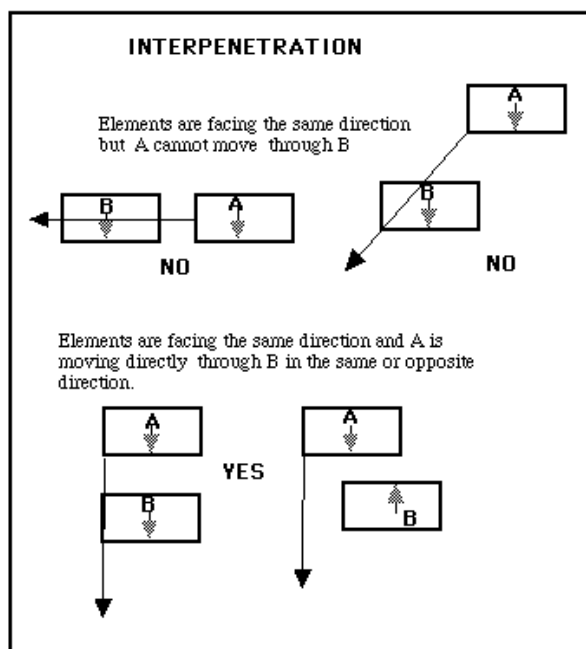 INTERPENETRATION
A
Elements are facing the same direction
but A cannot move through B
B
A
B
NO
NO
Elements are facing the same direction and A is
moving directly through B in the same or opposite
direction.
A
A
YES
B
B